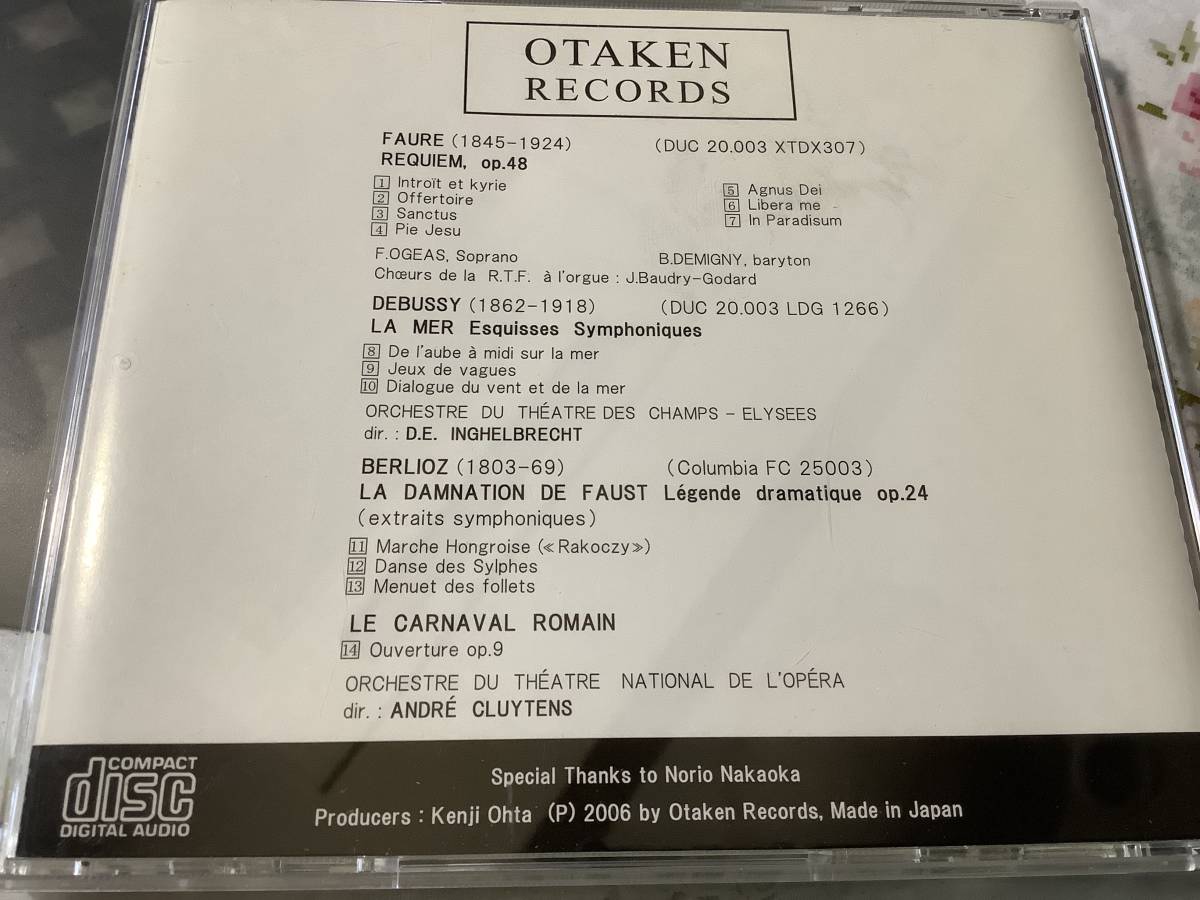 OTAKEN
RECORDS
FAURE (1845-1924) (DUC 20.003 XTDX307)
REQUIEM, op.48
1 Introït et kyrie
2 Offertoire
3 Sanctus
4 Pie Jesu
5 Agnus Dei
6 Libera me
7 In Paradisum
F.OGEAS, Soprano B.DEMIGNY, baryton
Chœurs de la R.T.F. à l'orgue : J.Baudry-Godard
DEBUSSY (1862-1918) (DUC 20.003 LDG 1266)
LA MER Esquisses Symphoniques
8 De l'aube à midi sur la mer
9 Jeux de vagues
10 Dialogue du vent et de la mer
ORCHESTRE DU THÉATRE DES CHAMPS - ELYSEES
dir. : D.E. INGHELBRECHT
BERLIOZ (1803-69) (Columbia FC 25003)
LA DAMNATION DE FAUST Légende dramatique op.24
(extraits symphoniques)
11 Marche Hongroise (≪Rakoczy≫)
12 Danse des Sylphes
13 Menuet des follets
LE CARNAVAL ROMAIN
14 Ouverture op.9
ORCHESTRE DU THÉATRE NATIONAL DE L'OPÉRA
dir. : ANDRÉ CLUYTENS
COMPACT
disc
DIGITAL AUDIO
Special Thanks to Norio Nakaoka
Producers : Kenji Ohta (P) 2006 by Otaken Records, Made in Japan